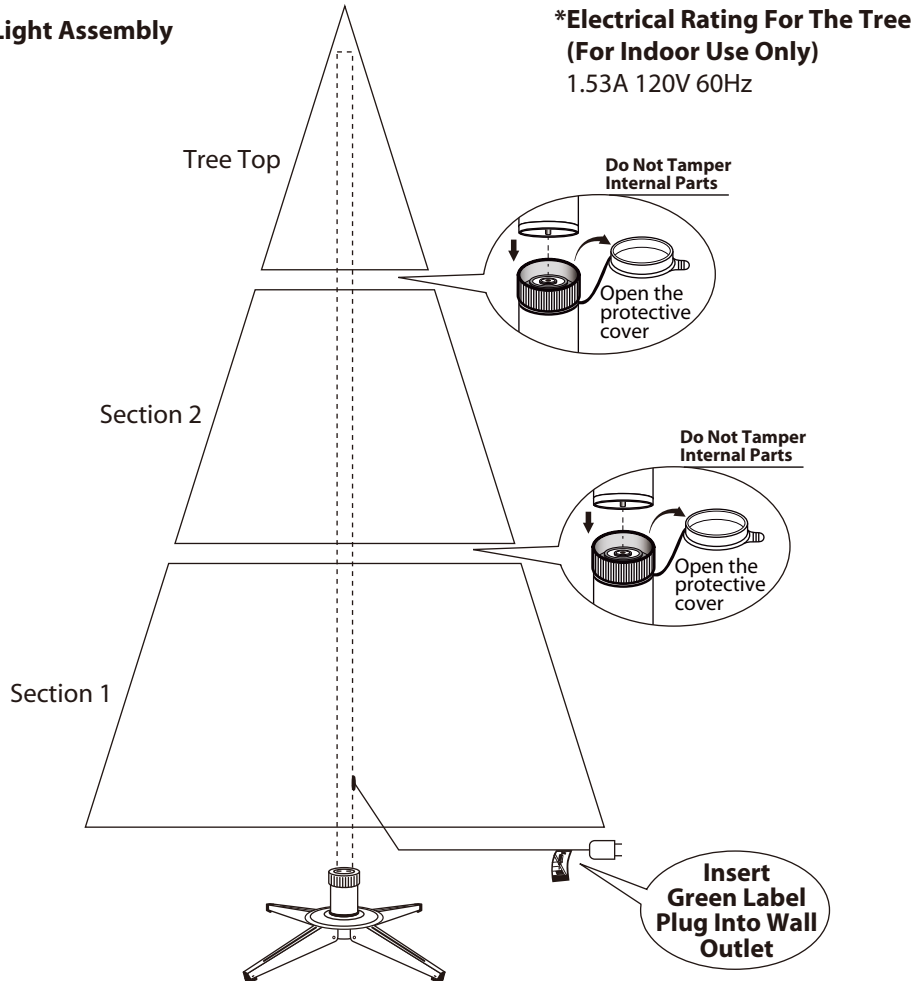 Light Assembly
*Electrical Rating For The Tree
(For Indoor Use Only)
1.53A 120V 60Hz
Tree Top
Do Not Tamper
Internal Parts
Open the
protective
cover
Section 2
Do Not Tamper
Internal Parts
Open the
protective
cover
Section 1
Insert
Green Label
Plug Into Wall
Outlet